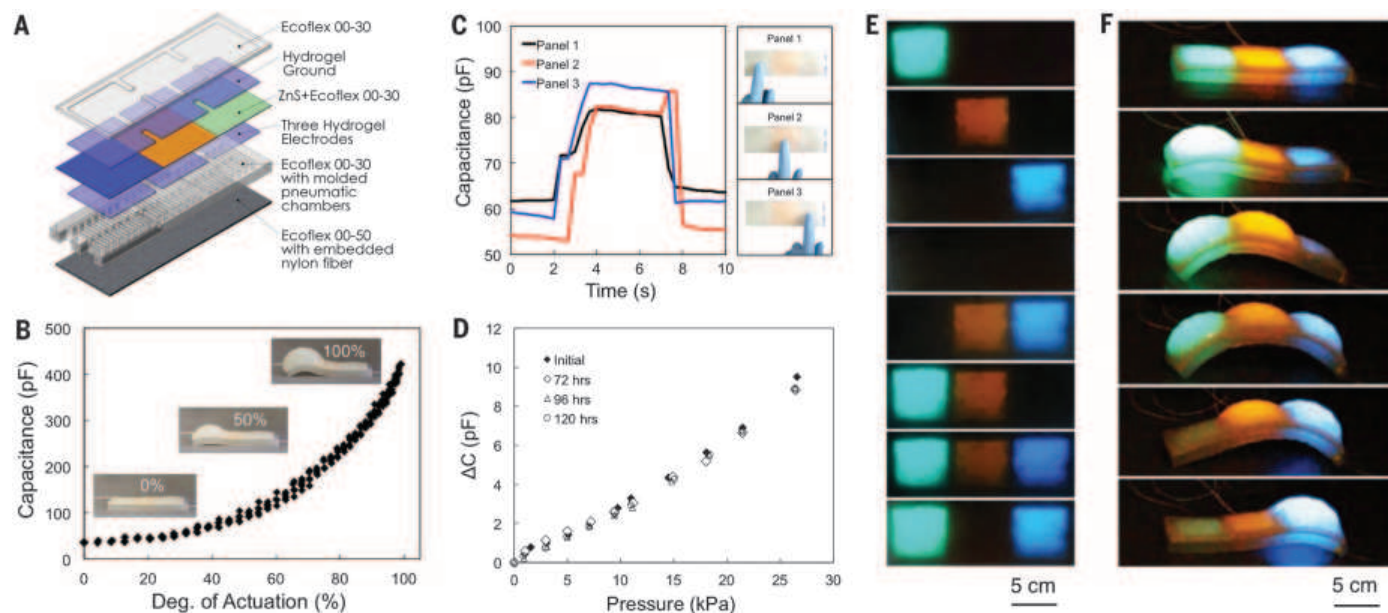 A
Ecoflex 00-30
Hydrogel
Ground
ZnS+Ecoflex 00-30
Three Hydrogel
Electrodes
Ecoflex 00-30
with molded
pneumatic
chambers
Ecoflex 00-50
with embedded
nylon fiber
B
Capacitance (pF)
500
400
300
200
100
0
100%
50%
0%
0 20 40 60 80 100
Deg. of Actuation (%)
C
Capacitance (pF)
100
90
80
70
60
50
Panel 1
Panel 2
Panel 3
0 2 4 6 8 10
Time (s)
Panel 1
Panel 2
Panel 3
D
ΔC (pF)
12
10
8
6
4
2
0
Initial
72 hrs
96 hrs
120 hrs
0 5 10 15 20 25 30
Pressure (kPa)
E
5 cm
F
5 cm